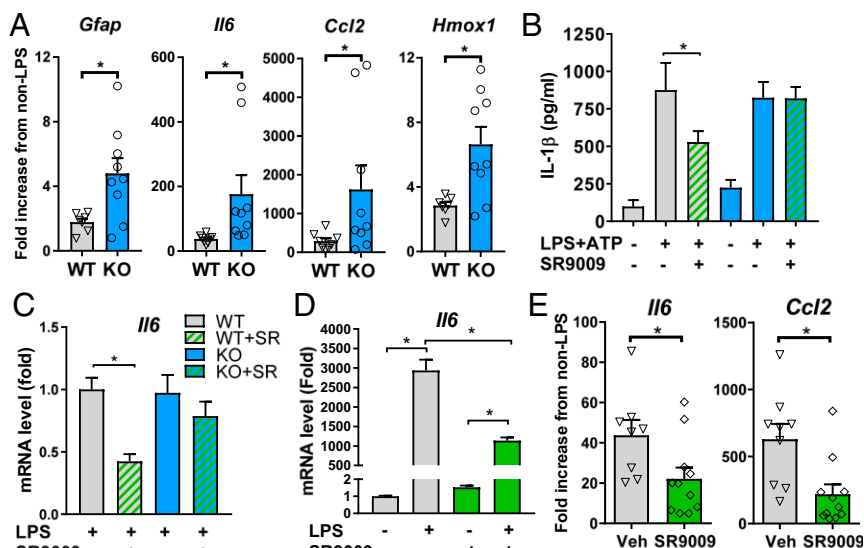 A
Gfap
Il6
Ccl2
Hmox1
Fold increase from non-LPS
12
8
4
0
*
WT KO
600
400
200
0
*
WT KO
5000
4000
3000
2000
1000
0
*
WT KO
12
8
4
0
*
WT KO
B
IL-1β (pg/ml)
1250
1000
750
500
250
0
*
LPS+ATP - + + - + +
SR9009 - - + - - +
C
Il6
mRNA level (fold)
1.5
1.0
0.5
0.0
*
WT
WT+SR
KO
KO+SR
LPS + + + +
D
Il6
mRNA level (Fold)
4000
3500
3000
2500
2000
1500
1000
500
2
1
0
*
*
*
LPS - + - +
E
Il6
Ccl2
Fold increase from non-LPS
100
80
60
40
20
0
*
Veh SR9009
1500
1000
500
0
*
Veh SR9009